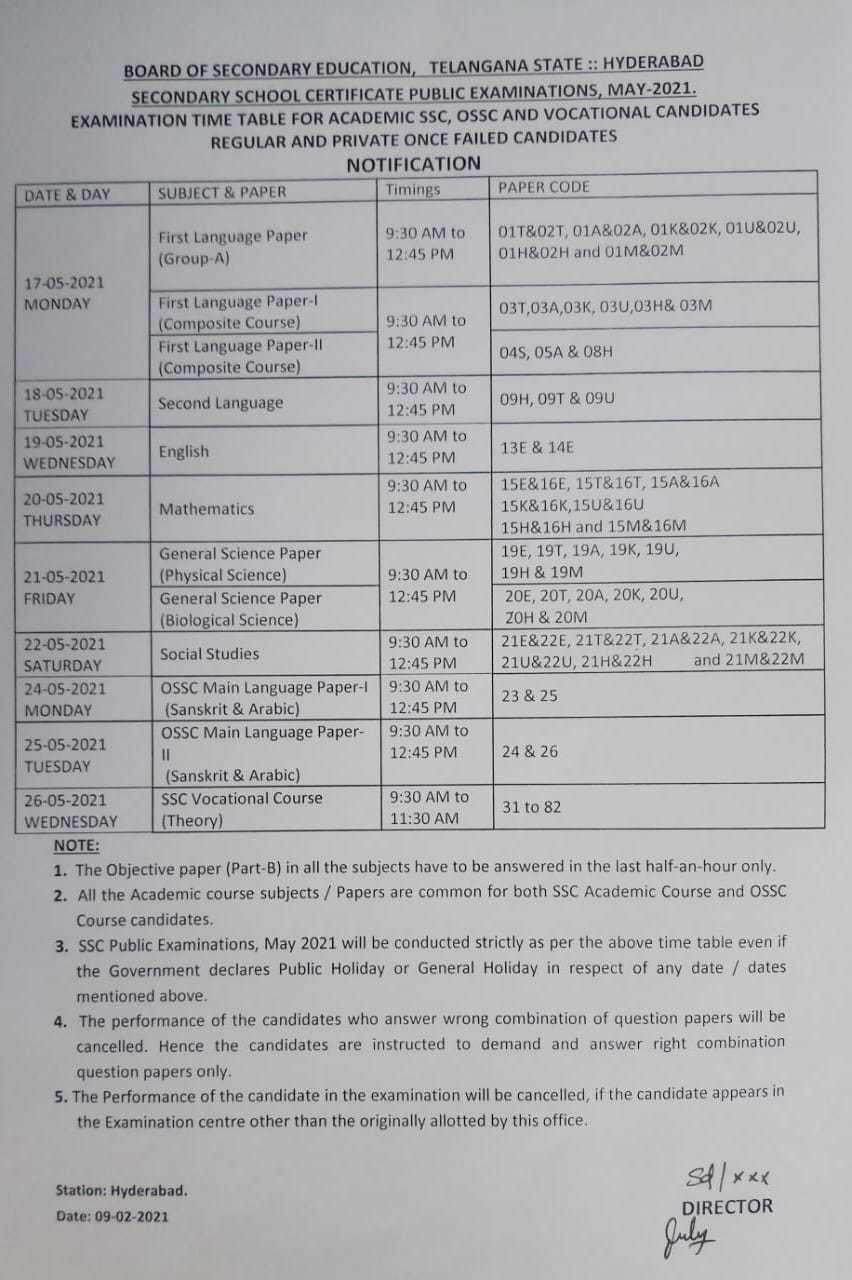 BOARD OF SECONDARY EDUCATION, TELANGANA STATE :: HYDERABAD
SECONDARY SCHOOL CERTIFICATE PUBLIC EXAMINATIONS, MAY-2021.
EXAMINATION TIME TABLE FOR ACADEMIC SSC, OSSC AND VOCATIONAL CANDIDATES
REGULAR AND PRIVATE ONCE FAILED CANDIDATES
NOTIFICATION
DATE & DAY SUBJECT & PAPER Timings PAPER CODE
17-05-2021
MONDAY
First Language Paper
(Group-A)
9:30 AM to
12:45 PM
01T&02T, 01A&02A, 01K&02K, 01U&02U,
01H&02H and 01M&02M
First Language Paper-I
(Composite Course)
9:30 AM to
12:45 PM
03T,03A,03K, 03U,03H& 03M
First Language Paper-II
(Composite Course)
04S, 05A & 08H
18-05-2021
TUESDAY
Second Language
9:30 AM to
12:45 PM
09H, 09T & 09U
19-05-2021
WEDNESDAY
English
9:30 AM to
12:45 PM
13E & 14E
20-05-2021
THURSDAY
Mathematics
9:30 AM to
12:45 PM
15E&16E, 15T&16T, 15A&16A
15K&16K,15U&16U
15H&16H and 15M&16M
21-05-2021
FRIDAY
General Science Paper
(Physical Science)
9:30 AM to
12:45 PM
19E, 19T, 19A, 19K, 19U,
19H & 19M
General Science Paper
(Biological Science)
20E, 20T, 20A, 20K, 20U,
Z0H & 20M
22-05-2021
SATURDAY
Social Studies
9:30 AM to
12:45 PM
21E&22E, 21T&22T, 21A&22A, 21K&22K,
21U&22U, 21H&22H and 21M&22M
24-05-2021
MONDAY
OSSC Main Language Paper-I
(Sanskrit & Arabic)
9:30 AM to
12:45 PM
23 & 25
25-05-2021
TUESDAY
OSSC Main Language Paper-
II
(Sanskrit & Arabic)
9:30 AM to
12:45 PM
24 & 26
26-05-2021
WEDNESDAY
SSC Vocational Course
(Theory)
9:30 AM to
11:30 AM
31 to 82
NOTE:
1. The Objective paper (Part-B) in all the subjects have to be answered in the last half-an-hour only.
2. All the Academic course subjects / Papers are common for both SSC Academic Course and OSSC
Course candidates.
3. SSC Public Examinations, May 2021 will be conducted strictly as per the above time table even if
the Government declares Public Holiday or General Holiday in respect of any date / dates
mentioned above.
4. The performance of the candidates who answer wrong combination of question papers will be
cancelled. Hence the candidates are instructed to demand and answer right combination
question papers only.
5. The Performance of the candidate in the examination will be cancelled, if the candidate appears in
the Examination centre other than the originally allotted by this office.
Sd/xxx
Station: Hyderabad.
DIRECTOR
Date: 09-02-2021